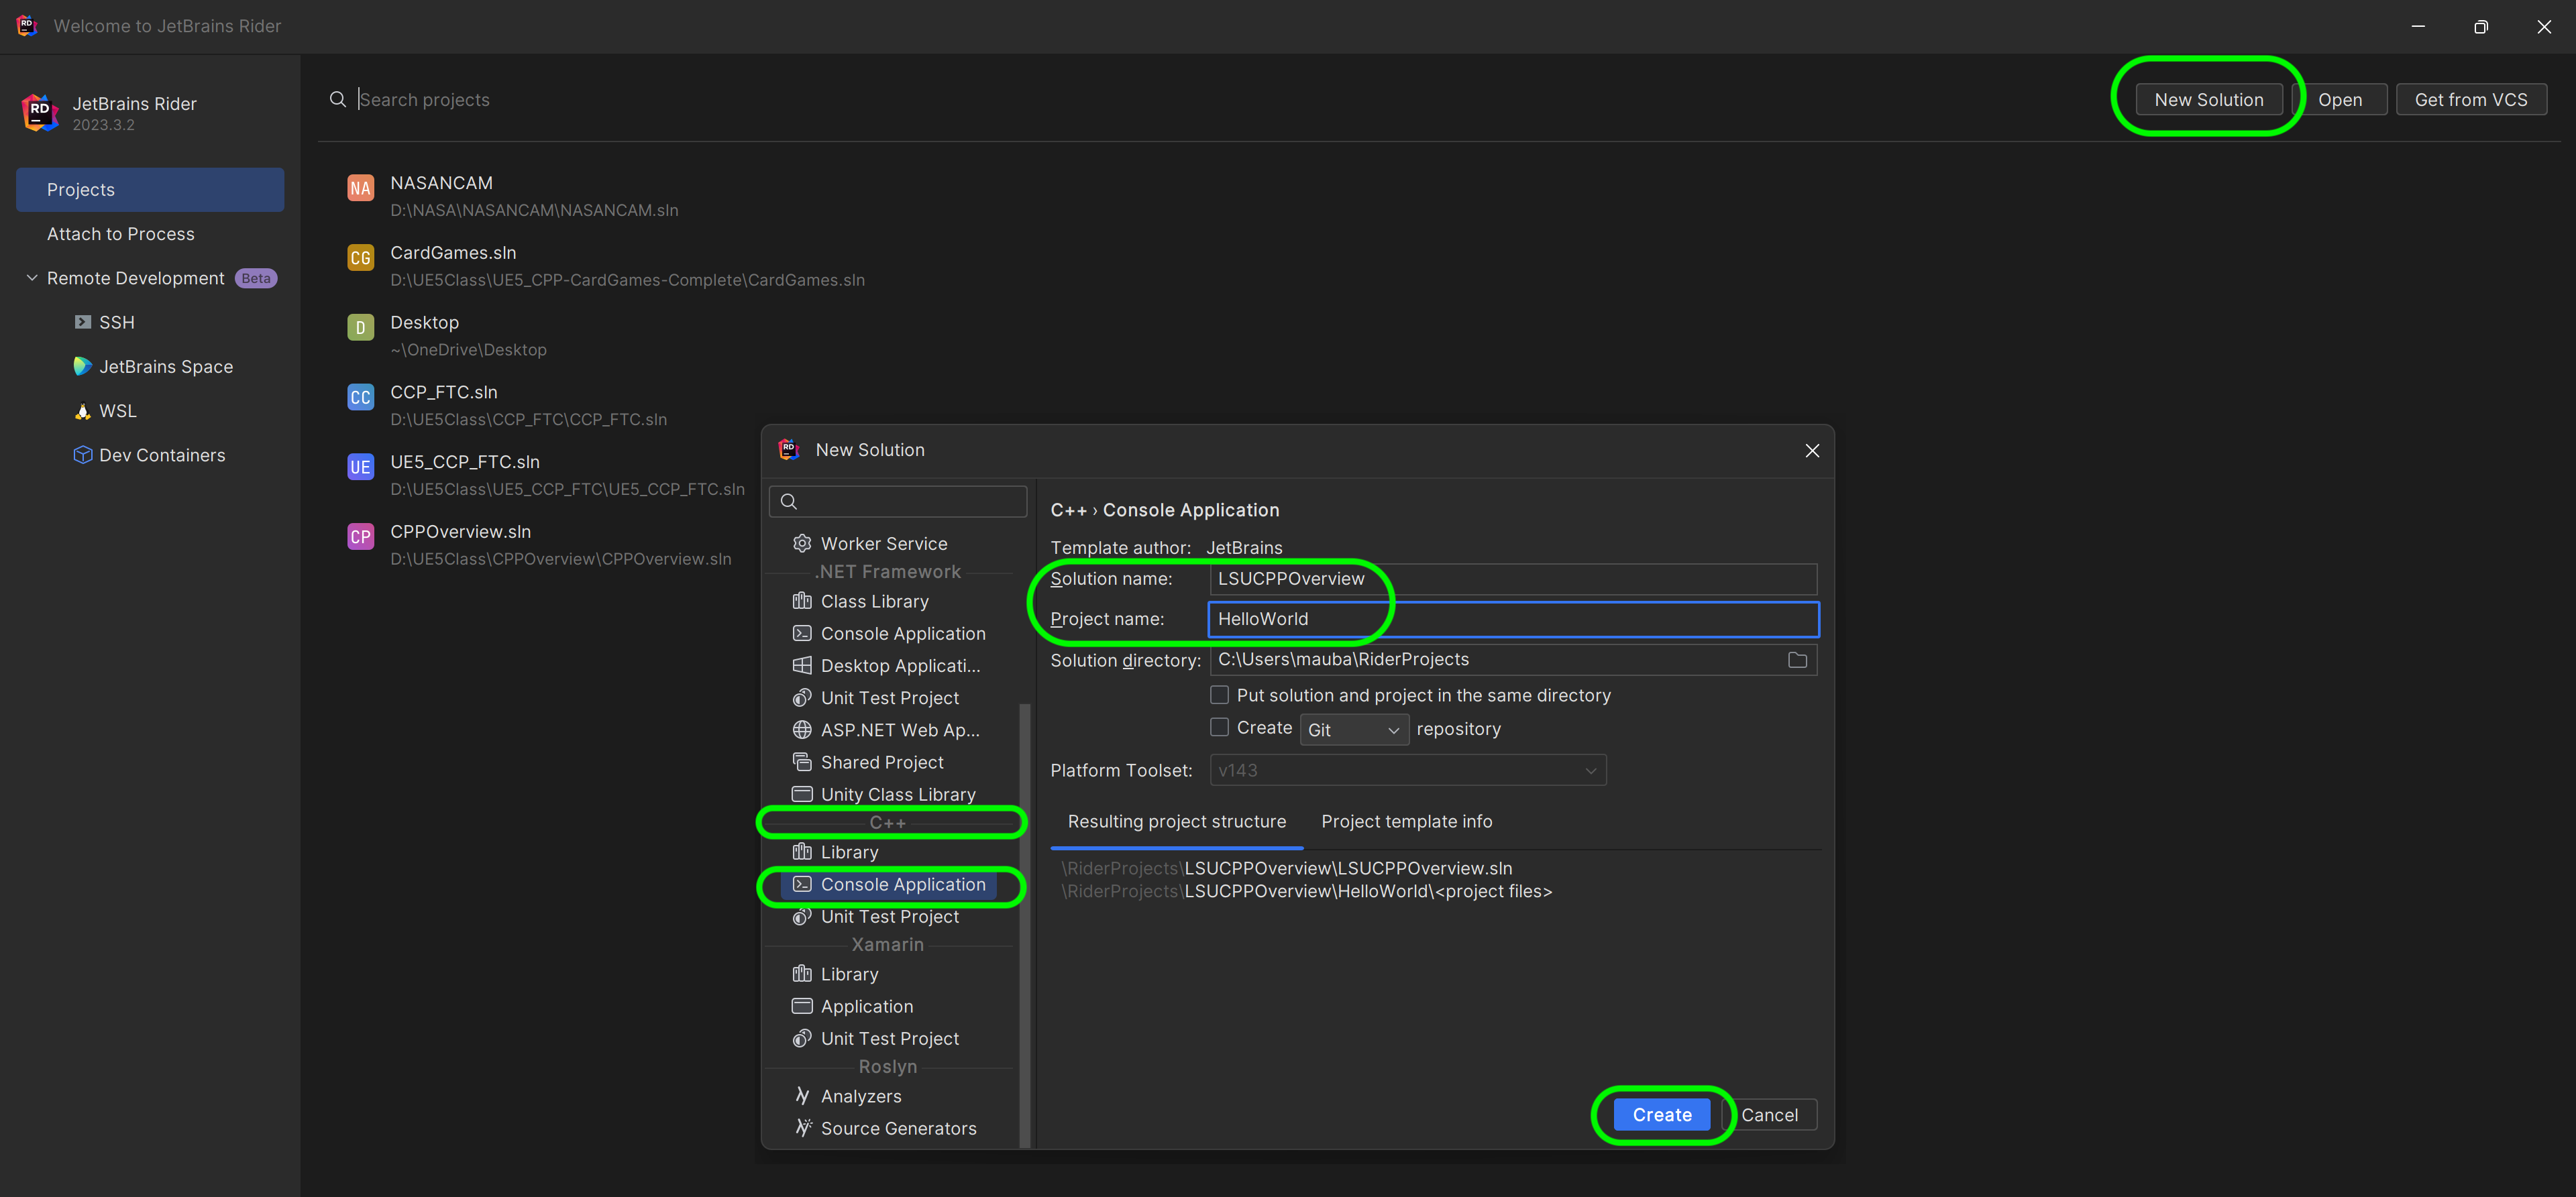 Welcome to JetBrains Rider
JetBrains Rider
2023.3.2
Search projects
New Solution
Open
Get from VCS
Projects
Attach to Process
Remote Development Beta
SSH
JetBrains Space
WSL
Dev Containers
NA NASANCAM
D:\NASA\NASANCAM\NASANCAM.sln
CG CardGames.sln
D:\UE5Class\UE5_CPP-CardGames-Complete\CardGames.sln
D Desktop
~\OneDrive\Desktop
CC CCP_FTC.sln
D:\UE5Class\CCP_FTC\CCP_FTC.sln
UE UE5_CCP_FTC.sln
D:\UE5Class\UE5_CCP_FTC\UE5_CCP_FTC.sln
CP CPPOverview.sln
D:\UE5Class\CPPOverview\CPPOverview.sln
New Solution
Worker Service
.NET Framework
Class Library
Console Application
Desktop Applicati...
Unit Test Project
ASP.NET Web Ap...
Shared Project
Unity Class Library
C++
Library
Console Application
Unit Test Project
Xamarin
Library
Application
Unit Test Project
Roslyn
Analyzers
Source Generators
C++ › Console Application
Template author: JetBrains
Solution name: LSUCPPOverview
Project name: HelloWorld
Solution directory: C:\Users\mauba\RiderProjects
Put solution and project in the same directory
Create Git repository
Platform Toolset: v143
Resulting project structure
Project template info
\RiderProjects\LSUCPPOverview\LSUCPPOverview.sln
\RiderProjects\LSUCPPOverview\HelloWorld\<project files>
Create
Cancel